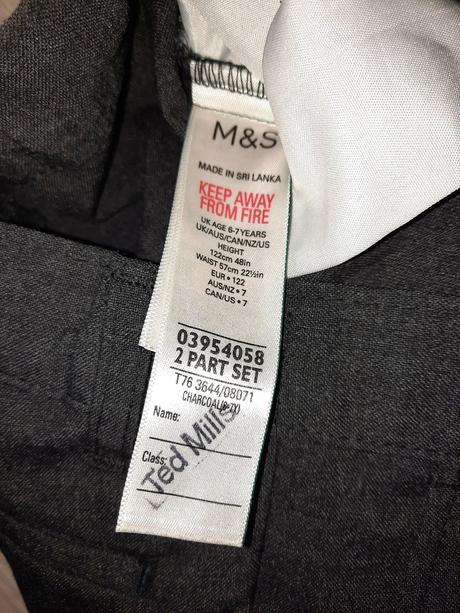 M&S
MADE IN SRI LANKA
KEEP AWAY
FROM FIRE
UK AGE 6-7 YEARS
UK/AUS/CAN/NZ/US
HEIGHT
122cm 48in
WAIST 57cm 22½in
EUR • 122
AUS/NZ • 7
CAN/US • 7
03954058
2 PART SET
T76 3644/08071
CHARCOAL(6-7Y)
Name:
Class:
Ted Mills